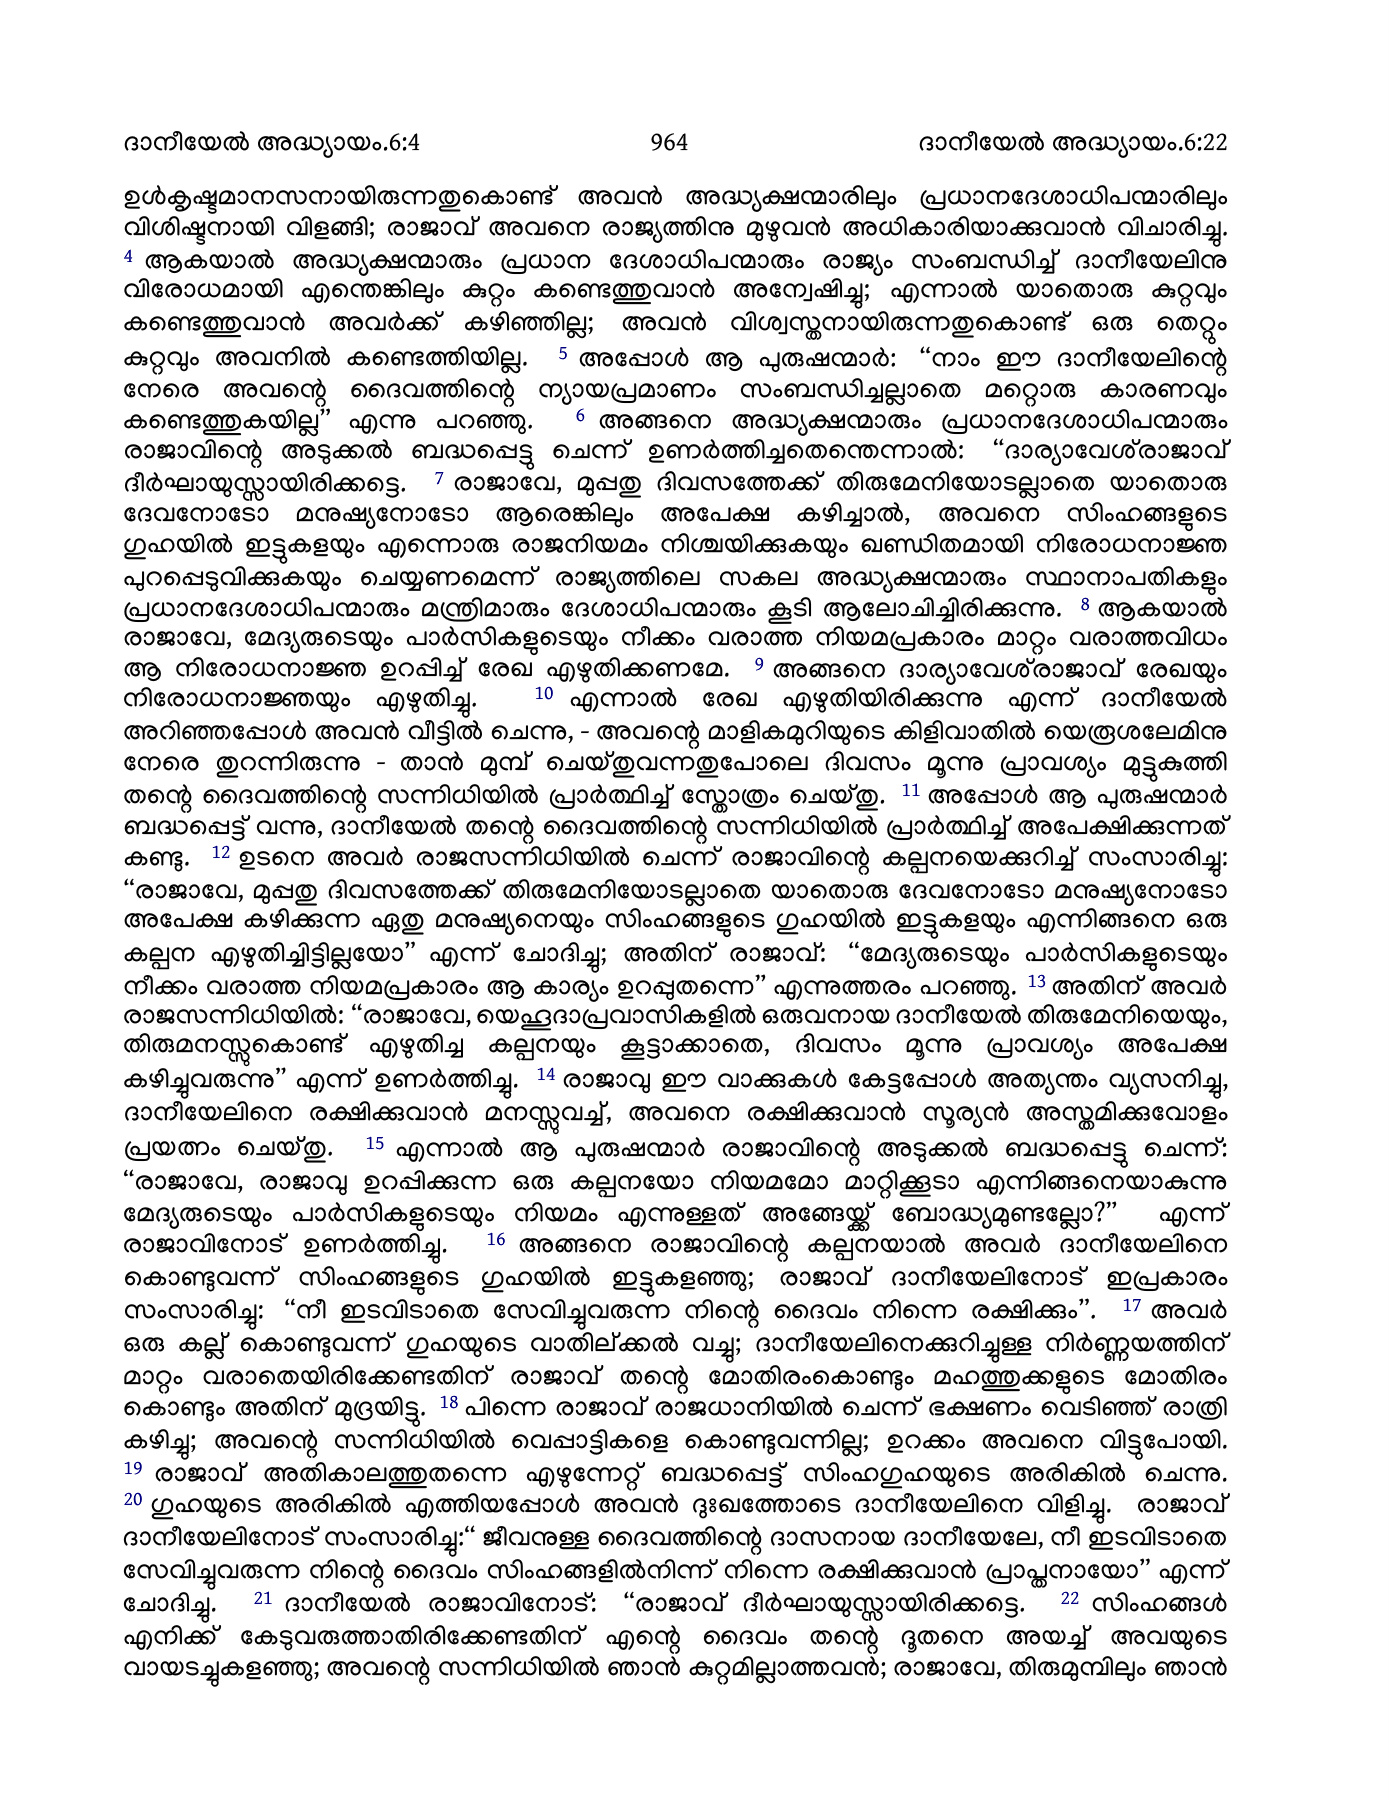 ദാനീയേൽ അദ്ധ്യായം.6:4 964 ദാനീയേൽ അദ്ധ്യായം.6:22
ഉൾകൃഷ്ടമാനസനായിരുന്നതുകൊണ്ട് അവൻ അദ്ധ്യക്ഷന്മാരിലും പ്രധാനദേശാധിപന്മാരിലും
വിശിഷ്ടനായി വിളങ്ങി; രാജാവ് അവനെ രാജ്യത്തിനു മുഴുവൻ അധികാരിയാക്കുവാൻ വിചാരിച്ചു.
4 ആകയാൽ അദ്ധ്യക്ഷന്മാരും പ്രധാന ദേശാധിപന്മാരും രാജ്യം സംബന്ധിച്ച് ദാനീയേലിനു
വിരോധമായി എന്തെങ്കിലും കുറ്റം കണ്ടെത്തുവാൻ അന്വേഷിച്ചു; എന്നാൽ യാതൊരു കുറ്റവും
കണ്ടെത്തുവാൻ അവർക്ക് കഴിഞ്ഞില്ല; അവൻ വിശ്വസ്തനായിരുന്നതുകൊണ്ട് ഒരു തെറ്റും
കുറ്റവും അവനിൽ കണ്ടെത്തിയില്ല. 5 അപ്പോൾ ആ പുരുഷന്മാർ: “നാം ഈ ദാനീയേലിന്റെ
നേരെ അവന്റെ ദൈവത്തിന്റെ ന്യായപ്രമാണം സംബന്ധിച്ചല്ലാതെ മറ്റൊരു കാരണവും
കണ്ടെത്തുകയില്ല” എന്നു പറഞ്ഞു. 6 അങ്ങനെ അദ്ധ്യക്ഷന്മാരും പ്രധാനദേശാധിപന്മാരും
രാജാവിന്റെ അടുക്കൽ ബദ്ധപ്പെട്ടു ചെന്ന് ഉണർത്തിച്ചതെന്തെന്നാൽ: “ദാര്യാവേശ്‌രാജാവ്
ദീർഘായുസ്സായിരിക്കട്ടെ. 7 രാജാവേ, മുപ്പതു ദിവസത്തേക്ക് തിരുമേനിയോടല്ലാതെ യാതൊരു
ദേവനോടോ മനുഷ്യനോടോ ആരെങ്കിലും അപേക്ഷ കഴിച്ചാൽ, അവനെ സിംഹങ്ങളുടെ
ഗുഹയിൽ ഇട്ടുകളയും എന്നൊരു രാജനിയമം നിശ്ചയിക്കുകയും ഖണ്ഡിതമായി നിരോധനാജ്ഞ
പുറപ്പെടുവിക്കുകയും ചെയ്യണമെന്ന് രാജ്യത്തിലെ സകല അദ്ധ്യക്ഷന്മാരും സ്ഥാനാപതികളും
പ്രധാനദേശാധിപന്മാരും മന്ത്രിമാരും ദേശാധിപന്മാരും കൂടി ആലോചിച്ചിരിക്കുന്നു. 8 ആകയാൽ
രാജാവേ, മേദ്യരുടെയും പാർസികളുടെയും നീക്കം വരാത്ത നിയമപ്രകാരം മാറ്റം വരാത്തവിധം
ആ നിരോധനാജ്ഞ ഉറപ്പിച്ച് രേഖ എഴുതിക്കണമേ. 9 അങ്ങനെ ദാര്യാവേശ്‌രാജാവ് രേഖയും
നിരോധനാജ്ഞയും എഴുതിച്ചു. 10 എന്നാൽ രേഖ എഴുതിയിരിക്കുന്നു എന്ന് ദാനീയേൽ
അറിഞ്ഞപ്പോൾ അവൻ വീട്ടിൽ ചെന്നു, - അവന്റെ മാളികമുറിയുടെ കിളിവാതിൽ യെരൂശലേമിനു
നേരെ തുറന്നിരുന്നു - താൻ മുമ്പ് ചെയ്തുവന്നതുപോലെ ദിവസം മൂന്നു പ്രാവശ്യം മുട്ടുകുത്തി
തന്റെ ദൈവത്തിന്റെ സന്നിധിയിൽ പ്രാർത്ഥിച്ച് സ്തോത്രം ചെയ്തു. 11 അപ്പോൾ ആ പുരുഷന്മാർ
ബദ്ധപ്പെട്ട് വന്നു, ദാനീയേൽ തന്റെ ദൈവത്തിന്റെ സന്നിധിയിൽ പ്രാർത്ഥിച്ച് അപേക്ഷിക്കുന്നത്
കണ്ടു. 12 ഉടനെ അവർ രാജസന്നിധിയിൽ ചെന്ന് രാജാവിന്റെ കല്പനയെക്കുറിച്ച് സംസാരിച്ചു:
“രാജാവേ, മുപ്പതു ദിവസത്തേക്ക് തിരുമേനിയോടല്ലാതെ യാതൊരു ദേവനോടോ മനുഷ്യനോടോ
അപേക്ഷ കഴിക്കുന്ന ഏതു മനുഷ്യനെയും സിംഹങ്ങളുടെ ഗുഹയിൽ ഇട്ടുകളയും എന്നിങ്ങനെ ഒരു
കല്പന എഴുതിച്ചിട്ടില്ലയോ” എന്ന് ചോദിച്ചു; അതിന് രാജാവ്: “മേദ്യരുടെയും പാർസികളുടെയും
നീക്കം വരാത്ത നിയമപ്രകാരം ആ കാര്യം ഉറപ്പുതന്നെ” എന്നുത്തരം പറഞ്ഞു. 13 അതിന് അവർ
രാജസന്നിധിയിൽ: “രാജാവേ, യെഹൂദാപ്രവാസികളിൽ ഒരുവനായ ദാനീയേൽ തിരുമേനിയെയും,
തിരുമനസ്സുകൊണ്ട് എഴുതിച്ച കല്പനയും കൂട്ടാക്കാതെ, ദിവസം മൂന്നു പ്രാവശ്യം അപേക്ഷ
കഴിച്ചുവരുന്നു” എന്ന് ഉണർത്തിച്ചു. 14 രാജാവു ഈ വാക്കുകൾ കേട്ടപ്പോൾ അത്യന്തം വ്യസനിച്ചു,
ദാനീയേലിനെ രക്ഷിക്കുവാൻ മനസ്സുവച്ച്, അവനെ രക്ഷിക്കുവാൻ സൂര്യൻ അസ്തമിക്കുവോളം
പ്രയത്നം ചെയ്തു. 15 എന്നാൽ ആ പുരുഷന്മാർ രാജാവിന്റെ അടുക്കൽ ബദ്ധപ്പെട്ടു ചെന്ന്:
“രാജാവേ, രാജാവു ഉറപ്പിക്കുന്ന ഒരു കല്പനയോ നിയമമോ മാറ്റിക്കൂടാ എന്നിങ്ങനെയാകുന്നു
മേദ്യരുടെയും പാർസികളുടെയും നിയമം എന്നുള്ളത് അങ്ങേയ്ക്ക് ബോദ്ധ്യമുണ്ടല്ലോ?” എന്ന്
രാജാവിനോട് ഉണർത്തിച്ചു. 16 അങ്ങനെ രാജാവിന്റെ കല്പനയാൽ അവർ ദാനീയേലിനെ
കൊണ്ടുവന്ന് സിംഹങ്ങളുടെ ഗുഹയിൽ ഇട്ടുകളഞ്ഞു; രാജാവ് ദാനീയേലിനോട് ഇപ്രകാരം
സംസാരിച്ചു: “നീ ഇടവിടാതെ സേവിച്ചുവരുന്ന നിന്റെ ദൈവം നിന്നെ രക്ഷിക്കും”. 17 അവർ
ഒരു കല്ല് കൊണ്ടുവന്ന് ഗുഹയുടെ വാതില്ക്കൽ വച്ചു; ദാനീയേലിനെക്കുറിച്ചുള്ള നിർണ്ണയത്തിന്
മാറ്റം വരാതെയിരിക്കേണ്ടതിന് രാജാവ് തന്റെ മോതിരംകൊണ്ടും മഹത്തുക്കളുടെ മോതിരം
കൊണ്ടും അതിന് മുദ്രയിട്ടു. 18 പിന്നെ രാജാവ് രാജധാനിയിൽ ചെന്ന് ഭക്ഷണം വെടിഞ്ഞ് രാത്രി
കഴിച്ചു; അവന്റെ സന്നിധിയിൽ വെപ്പാട്ടികളെ കൊണ്ടുവന്നില്ല; ഉറക്കം അവനെ വിട്ടുപോയി.
19 രാജാവ് അതികാലത്തുതന്നെ എഴുന്നേറ്റ് ബദ്ധപ്പെട്ട് സിംഹഗുഹയുടെ അരികിൽ ചെന്നു.
20 ഗുഹയുടെ അരികിൽ എത്തിയപ്പോൾ അവൻ ദുഃഖത്തോടെ ദാനീയേലിനെ വിളിച്ചു. രാജാവ്
ദാനീയേലിനോട് സംസാരിച്ചു:“ ജീവനുള്ള ദൈവത്തിന്റെ ദാസനായ ദാനീയേലേ, നീ ഇടവിടാതെ
സേവിച്ചുവരുന്ന നിന്റെ ദൈവം സിംഹങ്ങളിൽനിന്ന് നിന്നെ രക്ഷിക്കുവാൻ പ്രാപ്തനായോ” എന്ന്
ചോദിച്ചു. 21 ദാനീയേൽ രാജാവിനോട്: “രാജാവ് ദീർഘായുസ്സായിരിക്കട്ടെ. 22 സിംഹങ്ങൾ
എനിക്ക് കേടുവരുത്താതിരിക്കേണ്ടതിന് എന്റെ ദൈവം തന്റെ ദൂതനെ അയച്ച് അവയുടെ
വായടച്ചുകളഞ്ഞു; അവന്റെ സന്നിധിയിൽ ഞാൻ കുറ്റമില്ലാത്തവൻ; രാജാവേ, തിരുമുമ്പിലും ഞാൻ